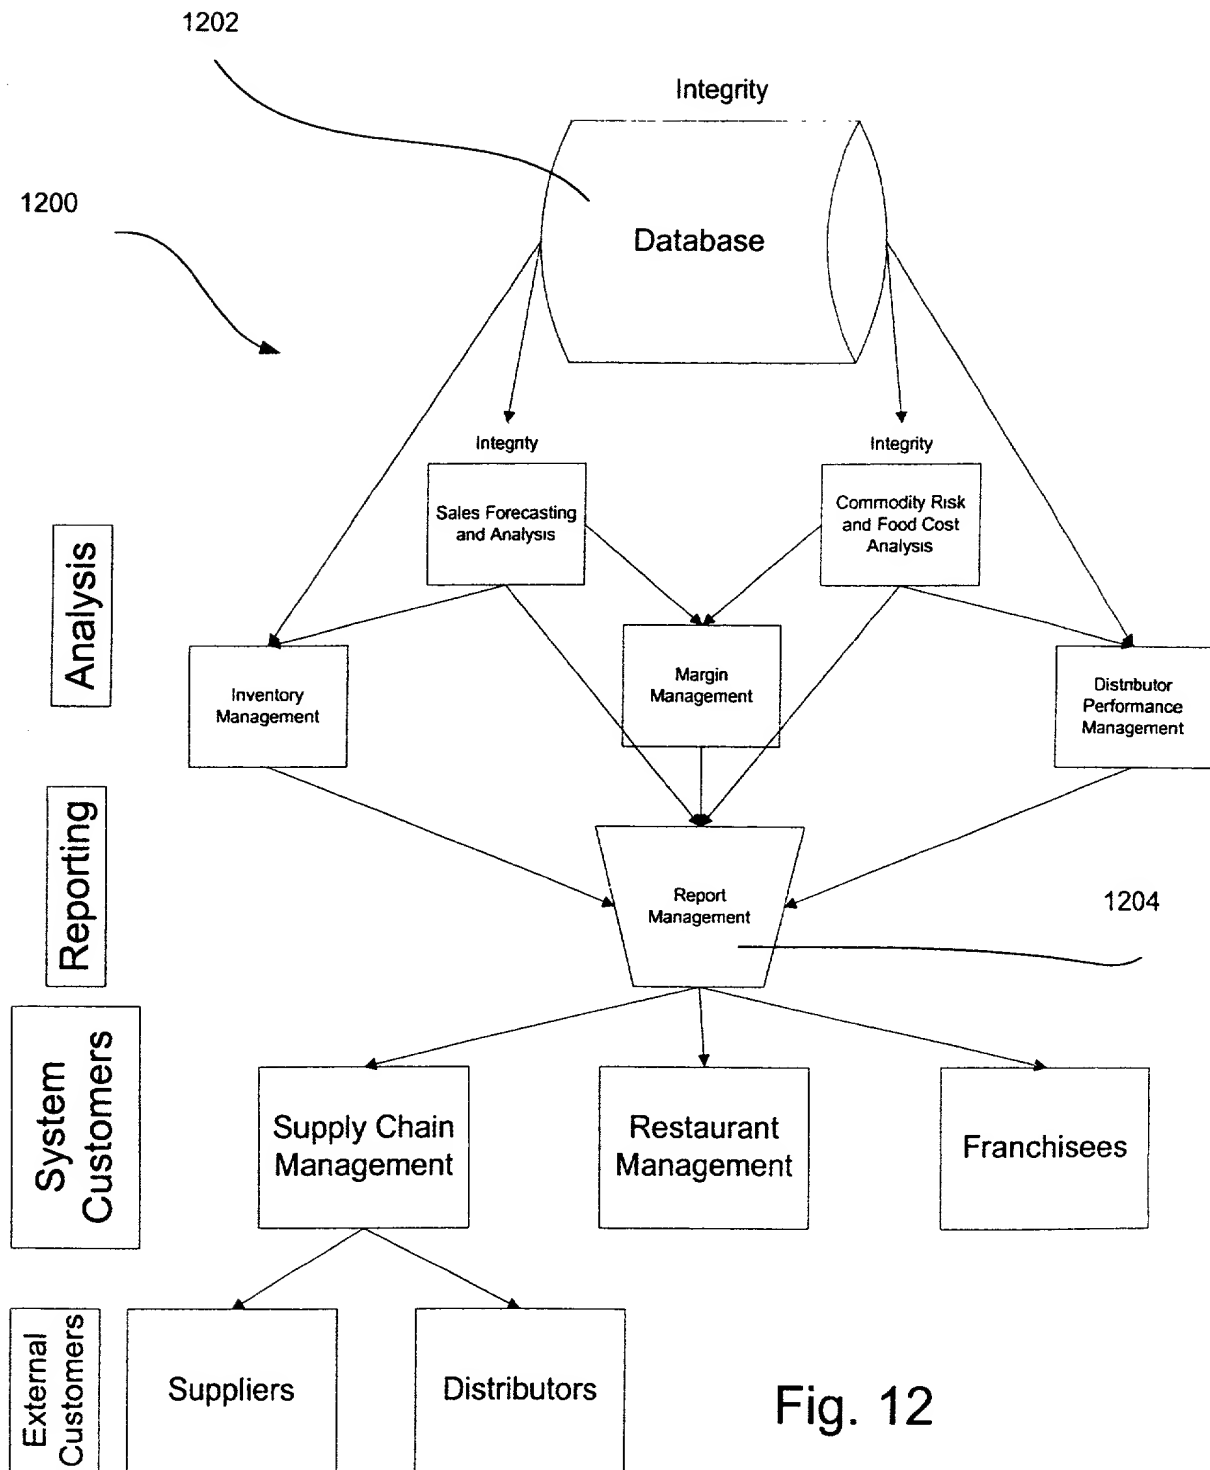 1202
Integrity
1200
Database
Integrity
Integrity
Sales Forecasting
and Analysis
Commodity Risk
and Food Cost
Analysis
Analysis
Inventory
Management
Margin
Management
Distributor
Performance
Management
Reporting
Report
Management
1204
System
Customers
Supply Chain
Management
Restaurant
Management
Franchisees
External
Customers
Suppliers
Distributors
Fig. 12